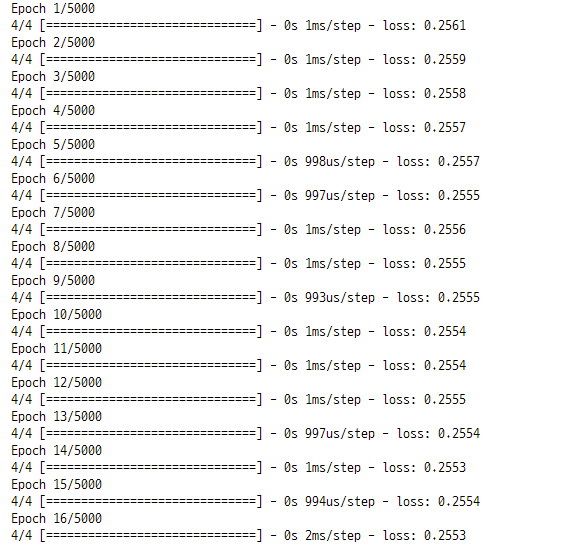 Epoch 1/5000
4/4 [==============================] - 0s 1ms/step - loss: 0.2561
Epoch 2/5000
4/4 [==============================] - 0s 1ms/step - loss: 0.2559
Epoch 3/5000
4/4 [==============================] - 0s 1ms/step - loss: 0.2558
Epoch 4/5000
4/4 [==============================] - 0s 1ms/step - loss: 0.2557
Epoch 5/5000
4/4 [==============================] - 0s 998us/step - loss: 0.2557
Epoch 6/5000
4/4 [==============================] - 0s 997us/step - loss: 0.2555
Epoch 7/5000
4/4 [==============================] - 0s 1ms/step - loss: 0.2556
Epoch 8/5000
4/4 [==============================] - 0s 1ms/step - loss: 0.2555
Epoch 9/5000
4/4 [==============================] - 0s 993us/step - loss: 0.2555
Epoch 10/5000
4/4 [==============================] - 0s 1ms/step - loss: 0.2554
Epoch 11/5000
4/4 [==============================] - 0s 1ms/step - loss: 0.2554
Epoch 12/5000
4/4 [==============================] - 0s 1ms/step - loss: 0.2555
Epoch 13/5000
4/4 [==============================] - 0s 997us/step - loss: 0.2554
Epoch 14/5000
4/4 [==============================] - 0s 1ms/step - loss: 0.2553
Epoch 15/5000
4/4 [==============================] - 0s 994us/step - loss: 0.2554
Epoch 16/5000
4/4 [==============================] - 0s 2ms/step - loss: 0.2553